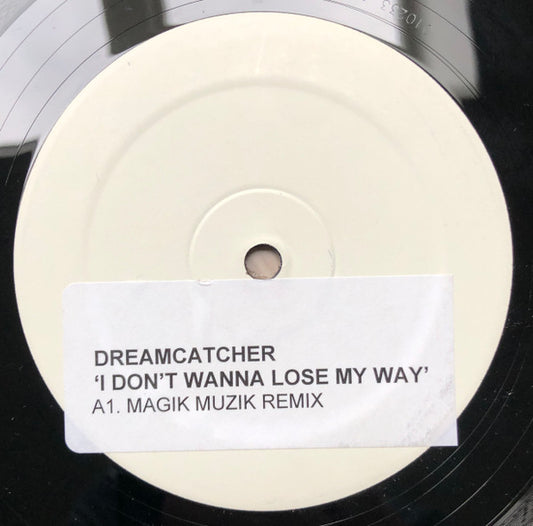 DREAMCATCHER
‘I DON’T WANNA LOSE MY WAY’
A1. MAGIK MUZIK REMIX